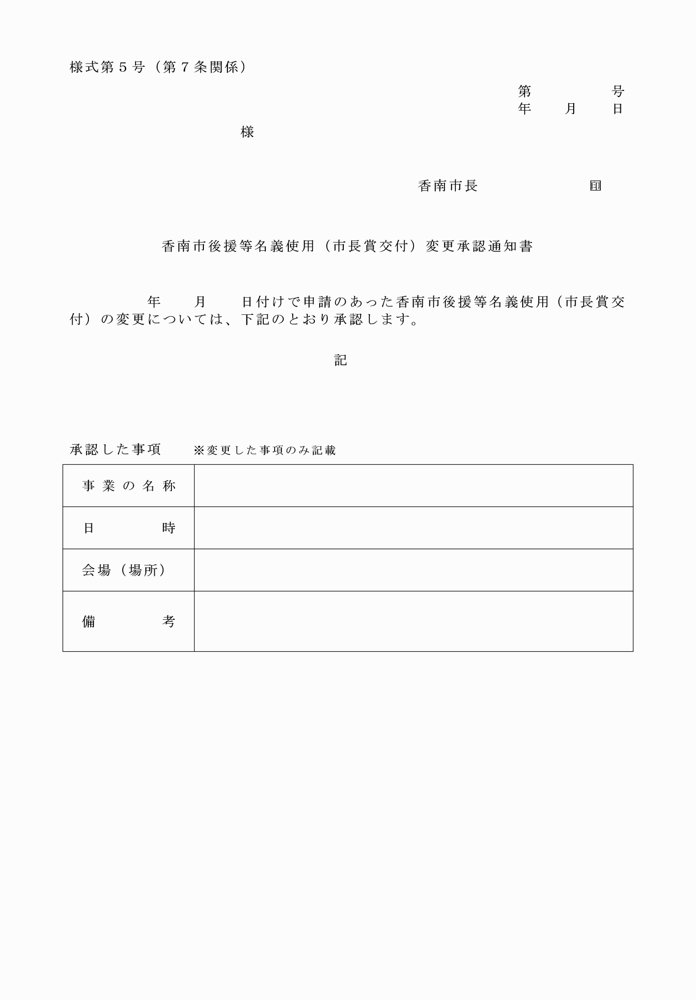 様式第５号（第７条関係）
第　　　　　号
年　　月　　日
様
香南市長　　　　　　　㊞
香南市後援等名義使用（市長賞交付）変更承認通知書
年　　月　　日付けで申請のあった香南市後援等名義使用（市長賞交
付）の変更については、下記のとおり承認します。
記
承認した事項　　※変更した事項のみ記載
事業の名称
日　　　　時
会場（場所）
備　　　　考